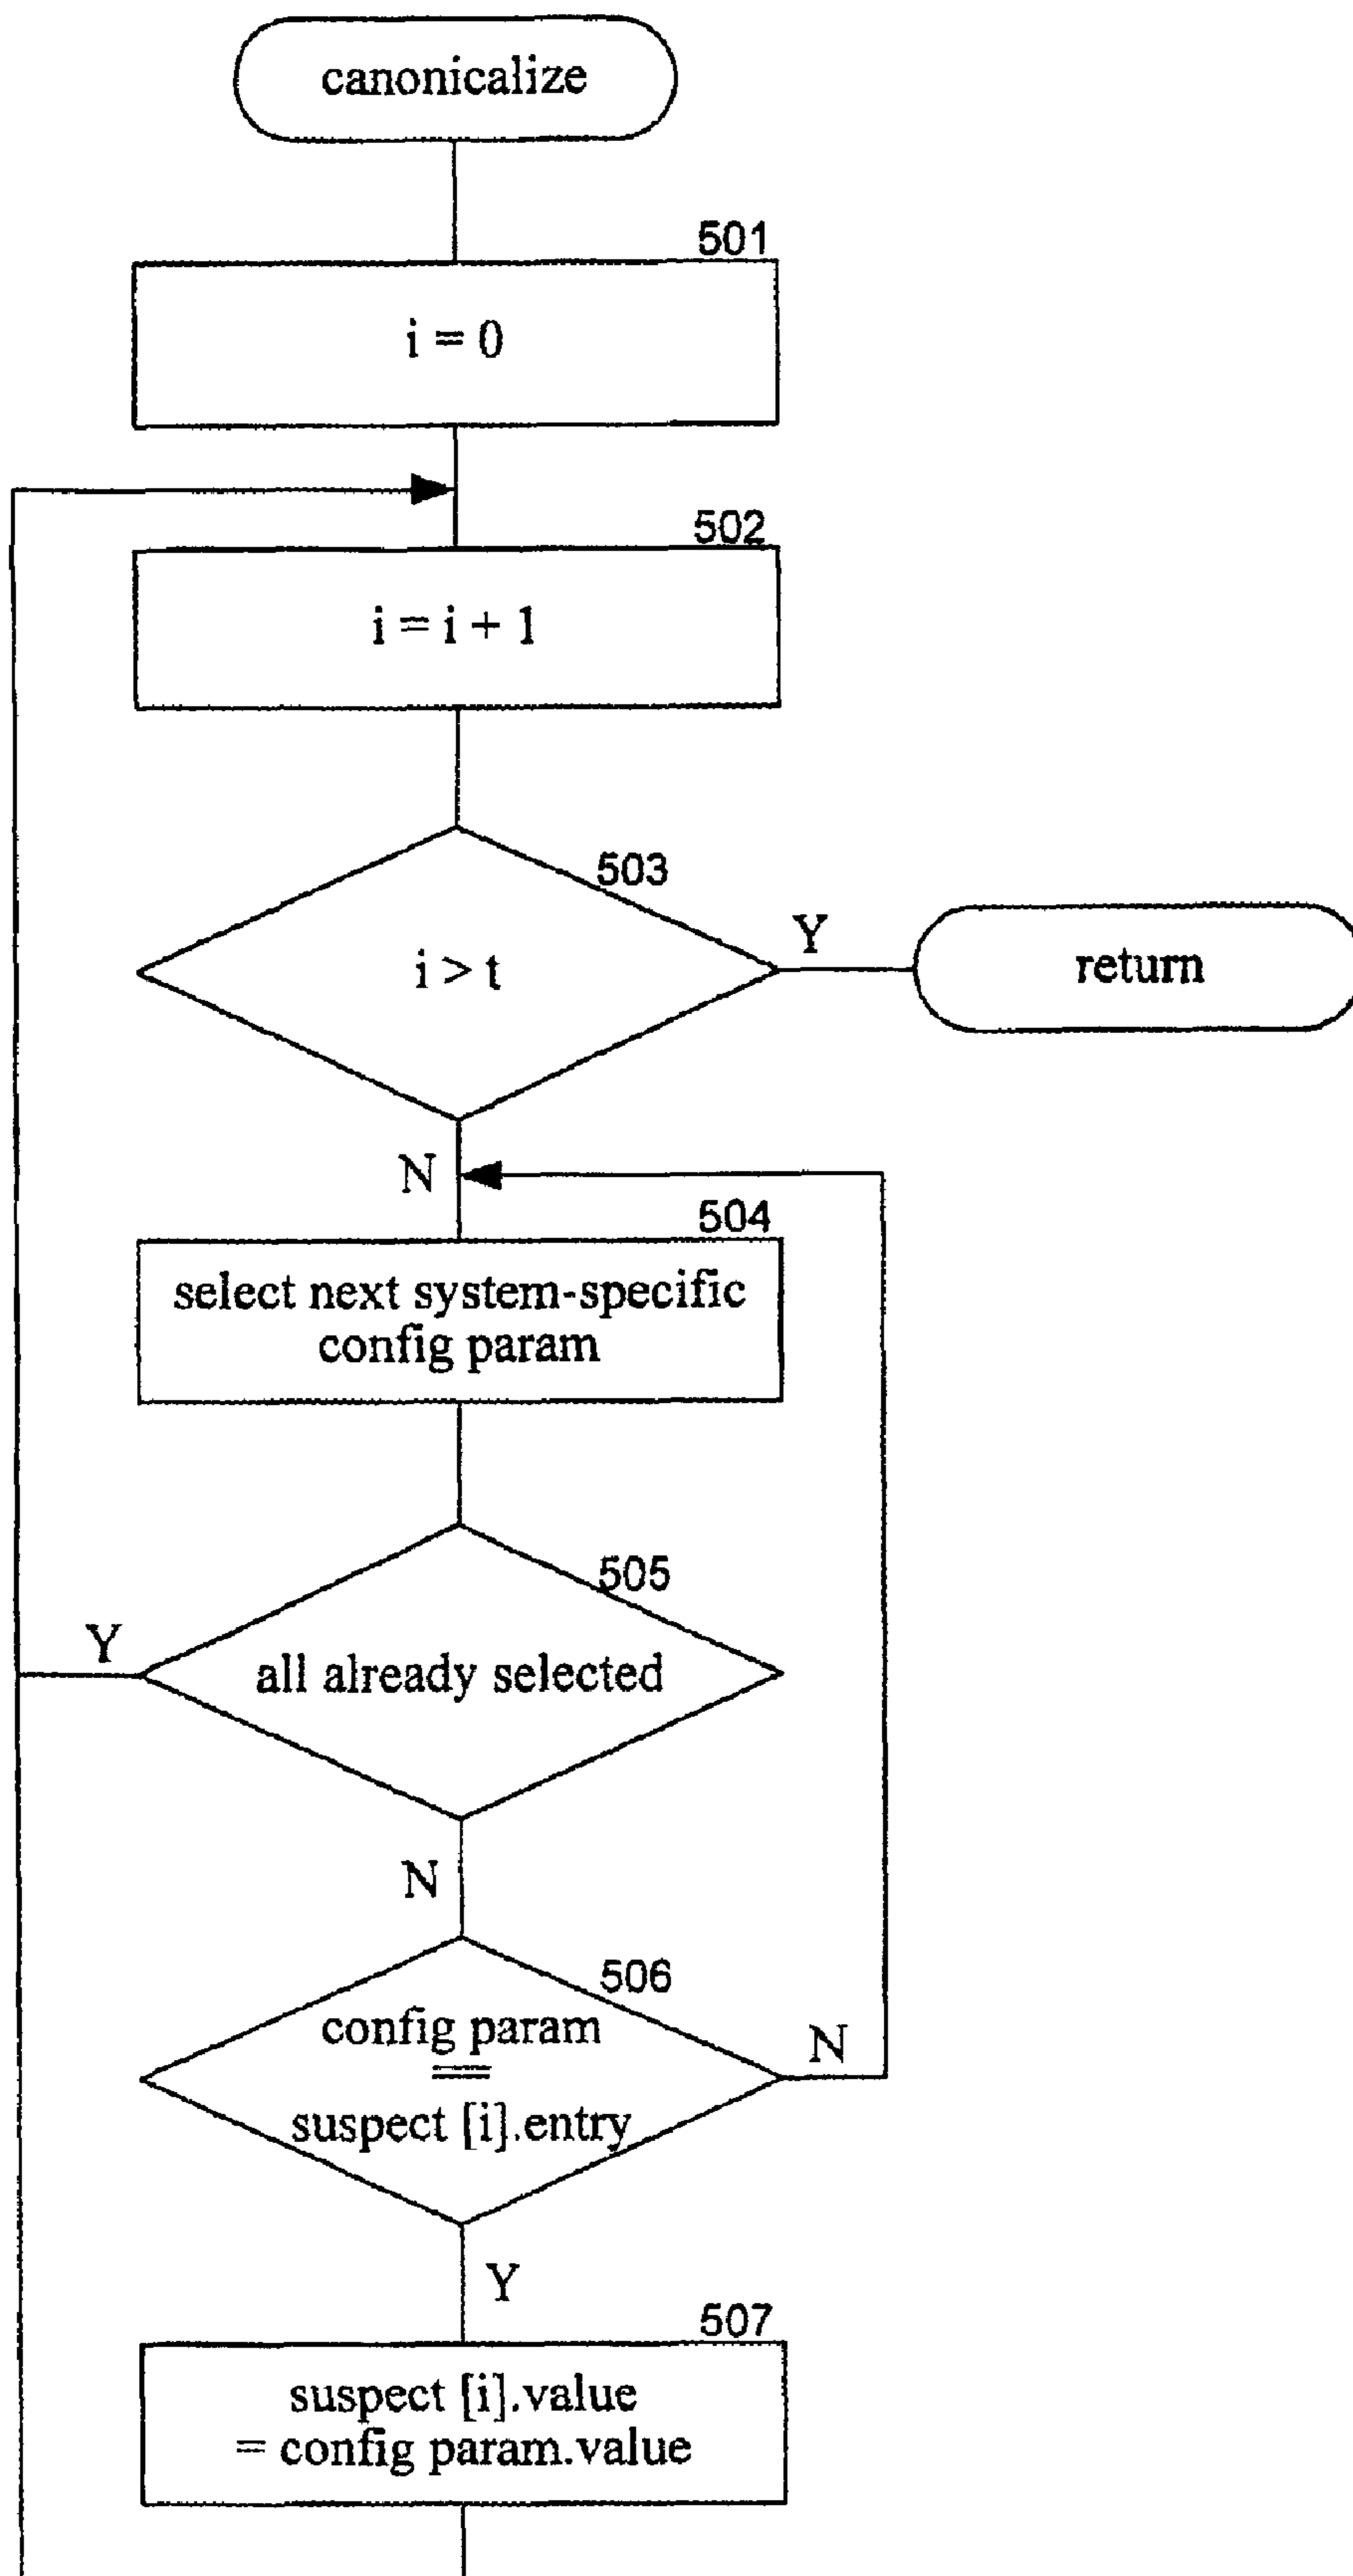 canonicalize
501
i = 0
502
i = i + 1
503
i > t
Y
return
N
504
select next system-specific
config param
505
Y
all already selected
N
506
config param
==
suspect [i].entry
N
Y
507
suspect [i].value
= config param.value